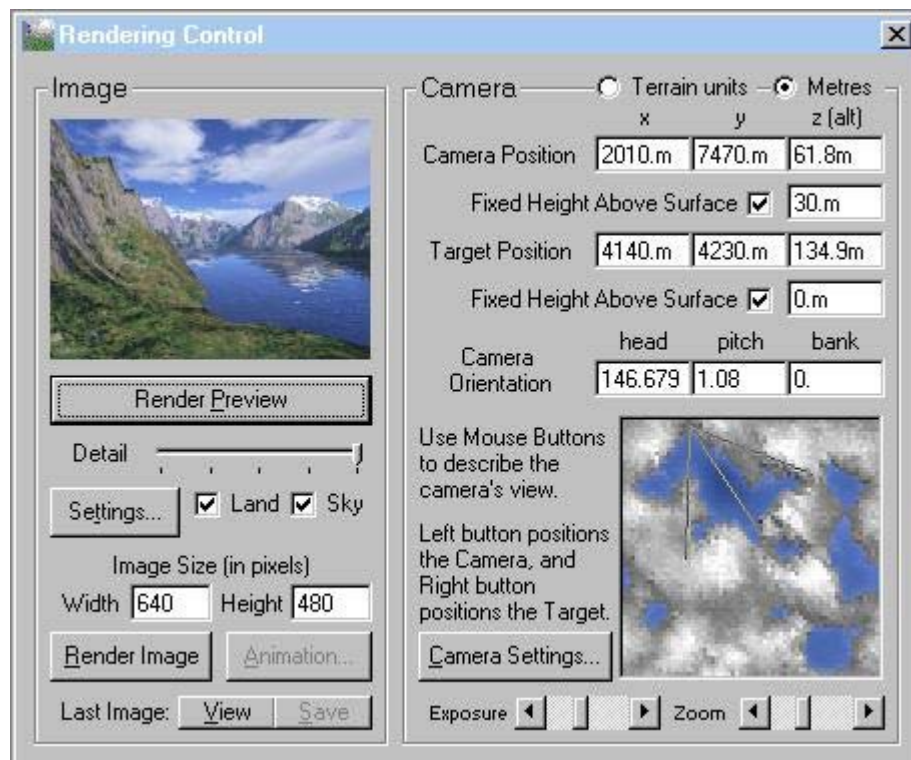 Rendering Control
Image
Render Preview
Detail
Settings...
Land
Sky
Image Size (in pixels)
Width 640 Height 480
Render Image
Animation...
Last Image: View Save
Camera
Terrain units
Metres
x y z (alt)
Camera Position 2010.m 7470.m 61.8m
Fixed Height Above Surface 30.m
Target Position 4140.m 4230.m 134.9m
Fixed Height Above Surface 0.m
head pitch bank
Camera
Orientation
146.679 1.08 0.
Use Mouse Buttons
to describe the
camera's view.
Left button positions
the Camera, and
Right button
positions the Target.
Camera Settings...
Exposure
Zoom